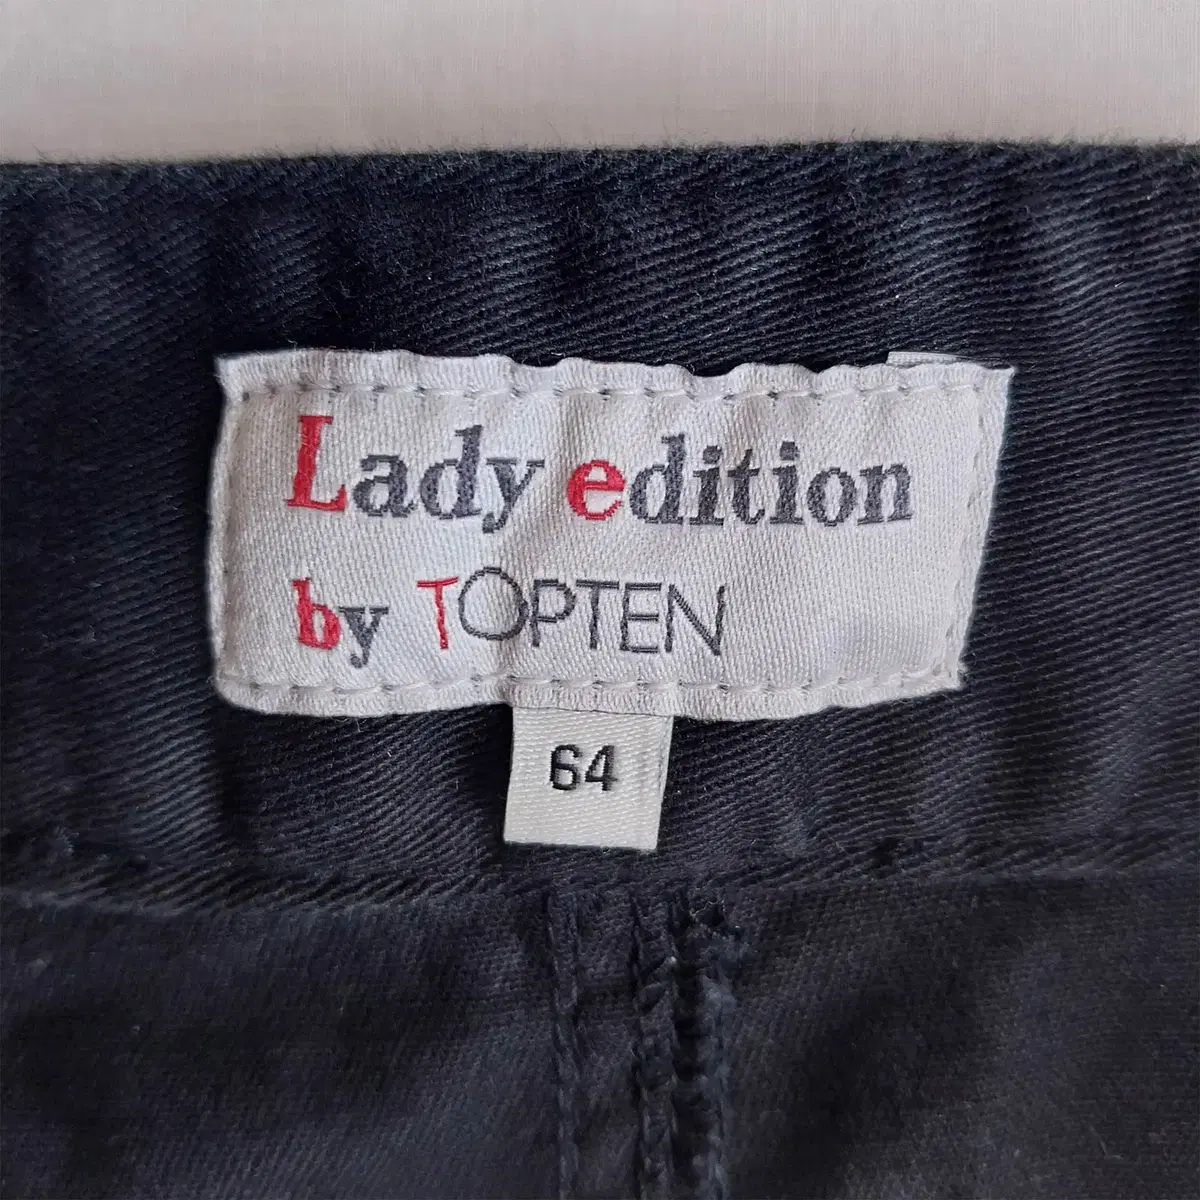 Lady edition
by TOPTEN
64